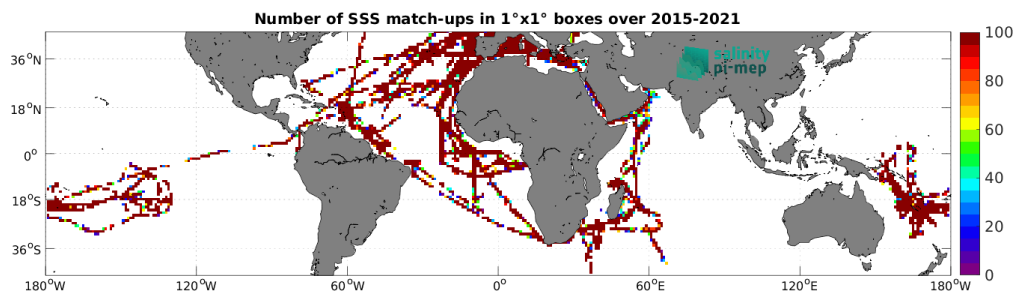 Number of SSS match-ups in 1°x1° boxes over 2015-2021
salinity
pi-mep
36°N
18°N
0°
18°S
36°S
180°W
120°W
60°W
0°
60°E
120°E
180°W
100
80
60
40
20
0